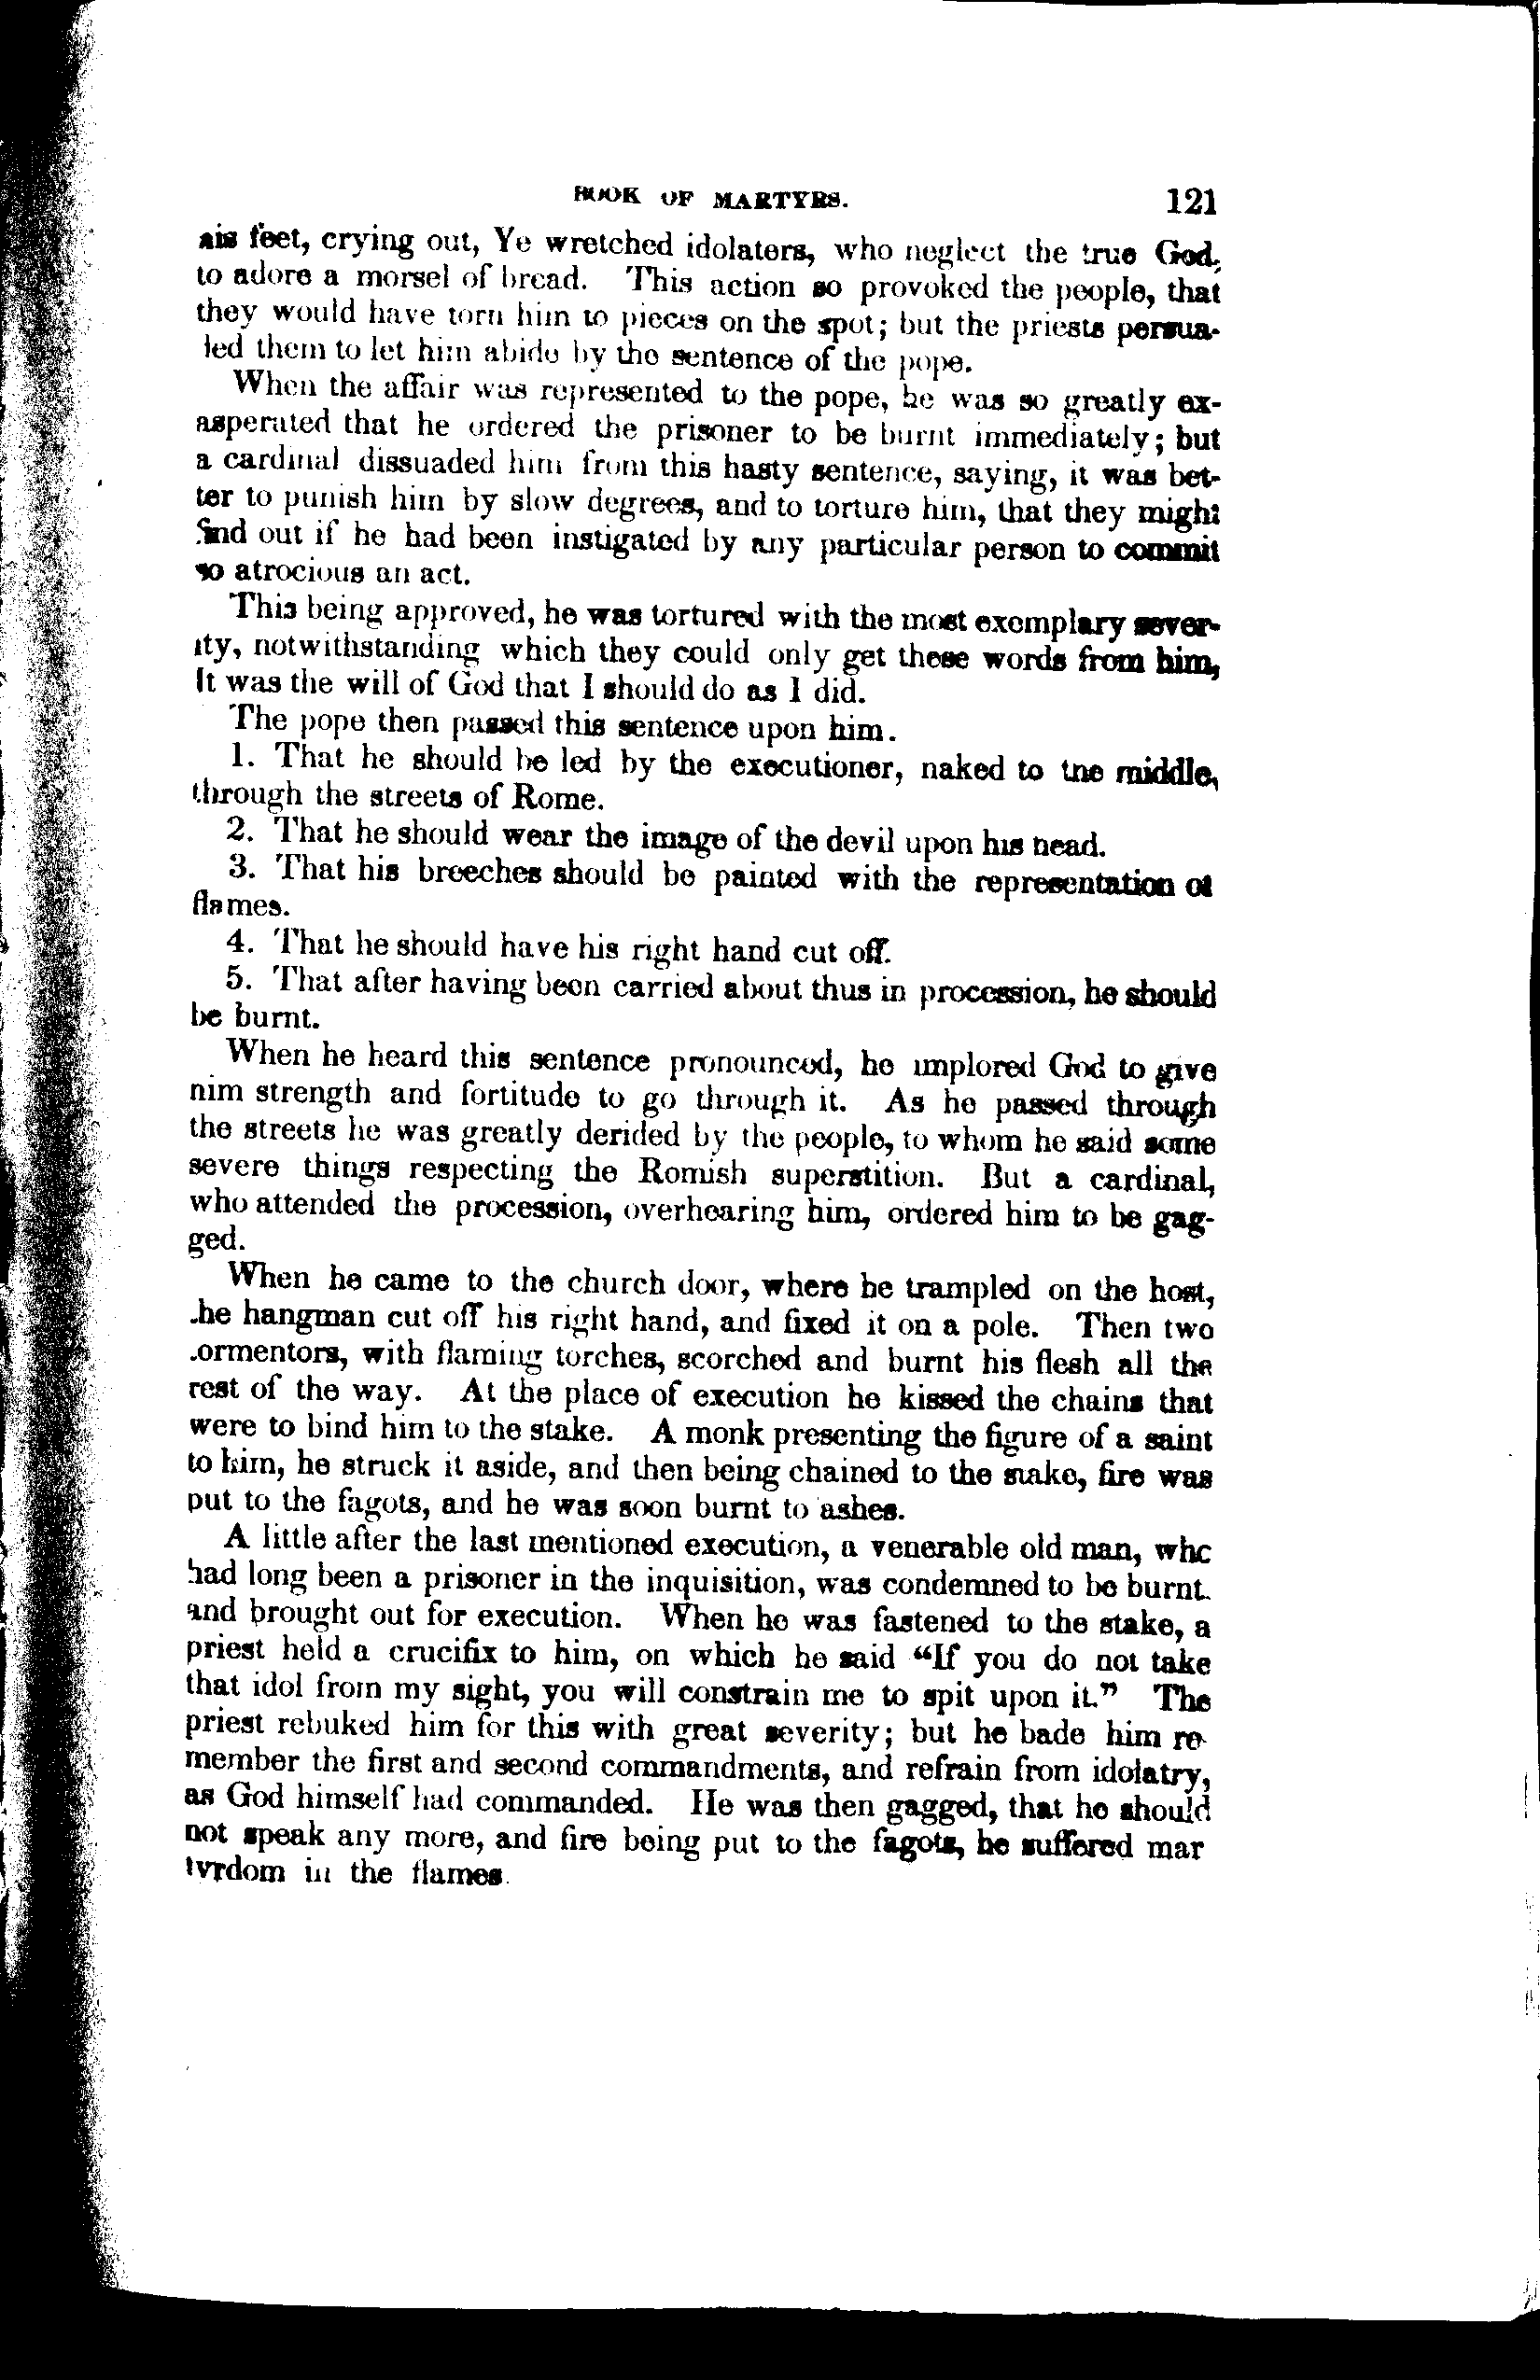 BOOK OF MARTYRS. 121
his feet, crying out, Ye wretched idolaters, who neglect the true God,
to adore a morsel of bread. This action so provoked the people, that
they would have torn him to pieces on the spot; but the priests persua-
ded them to let him abide by the sentence of the pope.
When the affair was represented to the pope, he was so greatly ex-
asperated that he ordered the prisoner to be burnt immediately; but
a cardinal dissuaded him from this hasty sentence, saying, it was bet-
ter to punish him by slow degrees, and to torture him, that they might
find out if he had been instigated by any particular person to commit
so atrocious an act.
This being approved, he was tortured with the most exemplary sever-
ity, notwithstanding which they could only get these words from him,
It was the will of God that I should do as I did.
The pope then passed this sentence upon him.
1. That he should be led by the executioner, naked to the middle,
through the streets of Rome.
2. That he should wear the image of the devil upon his head.
3. That his breeches should be painted with the representation of
flames.
4. That he should have his right hand cut off.
5. That after having been carried about thus in procession, he should
be burnt.
When he heard this sentence pronounced, he implored God to give
him strength and fortitude to go through it. As he passed through
the streets he was greatly derided by the people, to whom he said some
severe things respecting the Romish superstition. But a cardinal,
who attended the procession, overhearing him, ordered him to be gag-
ged.
When he came to the church door, where he trampled on the host,
the hangman cut off his right hand, and fixed it on a pole. Then two
tormentors, with flaming torches, scorched and burnt his flesh all the
rest of the way. At the place of execution he kissed the chains that
were to bind him to the stake. A monk presenting the figure of a saint
to him, he struck it aside, and then being chained to the stake, fire was
put to the fagots, and he was soon burnt to ashes.
A little after the last mentioned execution, a venerable old man, who
had long been a prisoner in the inquisition, was condemned to be burnt.
and brought out for execution. When he was fastened to the stake, a
priest held a crucifix to him, on which he said “If you do not take
that idol from my sight, you will constrain me to spit upon it.” The
priest rebuked him for this with great severity; but he bade him re-
member the first and second commandments, and refrain from idolatry,
as God himself had commanded. He was then gagged, that he should
not speak any more, and fire being put to the fagots, he suffered mar
tyrdom in the flames.